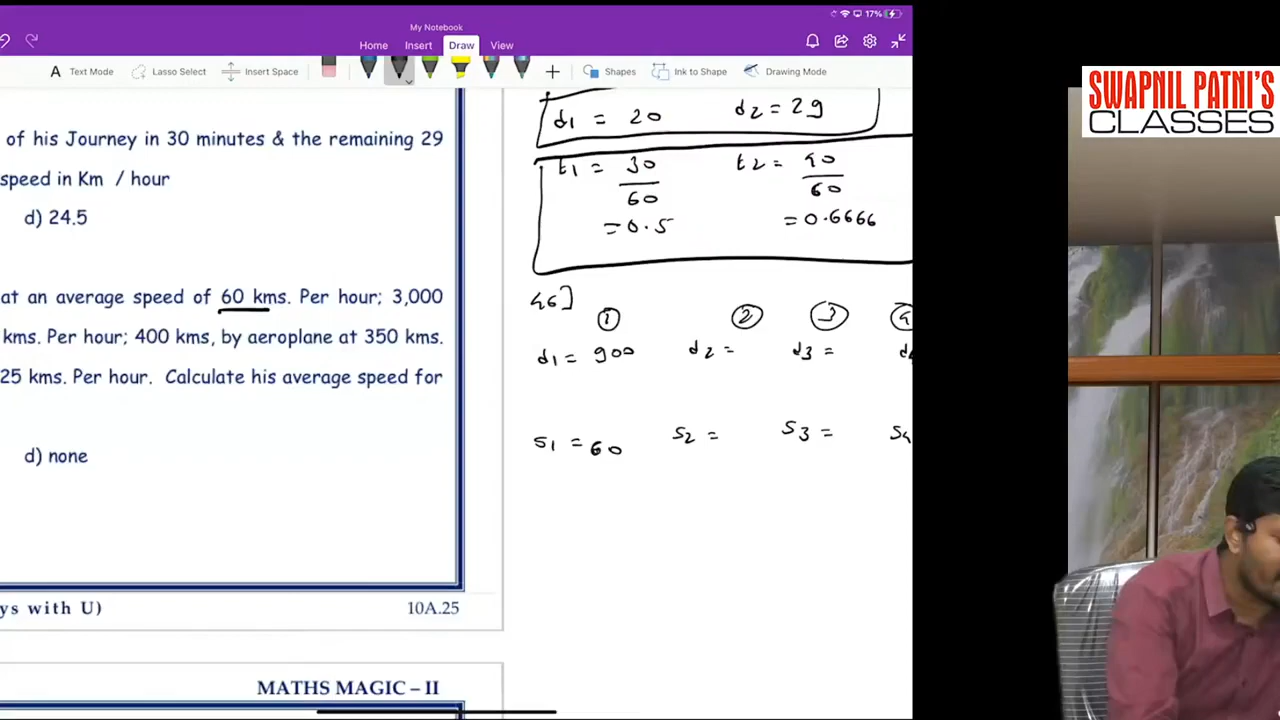 17%
My Notebook
Home Insert Draw View
Text Mode Lasso Select Insert Space Shapes Ink to Shape Drawing Mode
SWAPNIL PATNI'S
CLASSES
of his Journey in 30 minutes & the remaining 29
speed in Km / hour
d) 24.5
at an average speed of 60 kms. Per hour; 3,000
kms. Per hour; 400 kms, by aeroplane at 350 kms.
25 kms. Per hour. Calculate his average speed for
d) none
ys with U) 10A.25
MATHS MAGIC – II
d1 = 20 d2 = 29
t1 = 30/60 t2 = 40/60
= 0.5 = 0.6666
46]
1 2 3 4
d1 = 900 d2 = d3 = d4
S1 = 60 S2 = S3 = S4